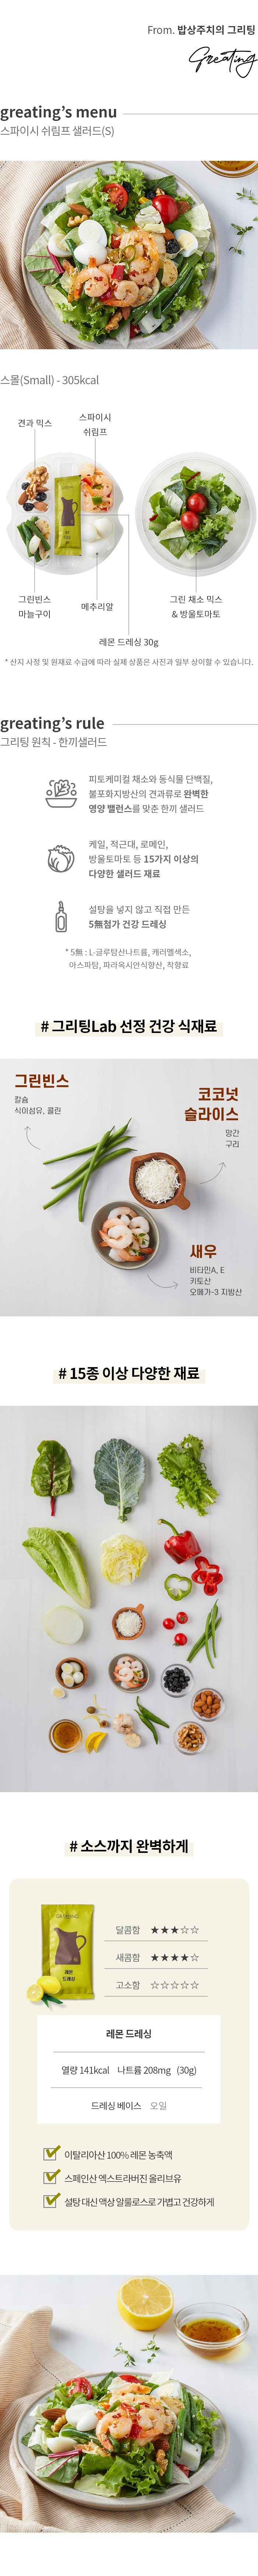 From. 밥상주치의 그리팅
Greating
greating's menu
스파이시 쉬림프 샐러드(S)
스몰(Small) - 305kcal
견과 믹스
스파이시
쉬림프
그린빈스
마늘구이
메추리알
그린 채소 믹스
& 방울토마토
레몬 드레싱 30g
* 산지 사정 및 원재료 수급에 따라 실제 상품은 사진과 일부 상이할 수 있습니다.
greating's rule
그리팅 원칙 - 한끼샐러드
피토케미컬 채소와 동식물 단백질,
불포화지방산의 견과류로 완벽한
영양 밸런스를 맞춘 한끼 샐러드
케일, 적근대, 로메인,
방울토마토 등 15가지 이상의
다양한 샐러드 재료
설탕을 넣지 않고 직접 만든
5無첨가 건강 드레싱
* 5無 : L-글루탐산나트륨, 캐러멜색소,
아스파탐, 파라옥시안식향산, 착향료
# 그리팅Lab 선정 건강 식재료
그린빈스
칼슘
식이섬유, 콜린
코코넛
슬라이스
망간
구리
새우
비타민A, E
키토산
오메가-3 지방산
# 15종 이상 다양한 재료
# 소스까지 완벽하게
GREATING
레몬
드레싱
달콤함 ★★★☆☆
새콤함 ★★★★☆
고소함 ☆☆☆☆☆
레몬 드레싱
열량 141kcal 나트륨 208mg (30g)
드레싱 베이스 오일
이탈리아산 100% 레몬 농축액
스페인산 엑스트라버진 올리브유
설탕 대신 액상 알룰로스로 가볍고 건강하게